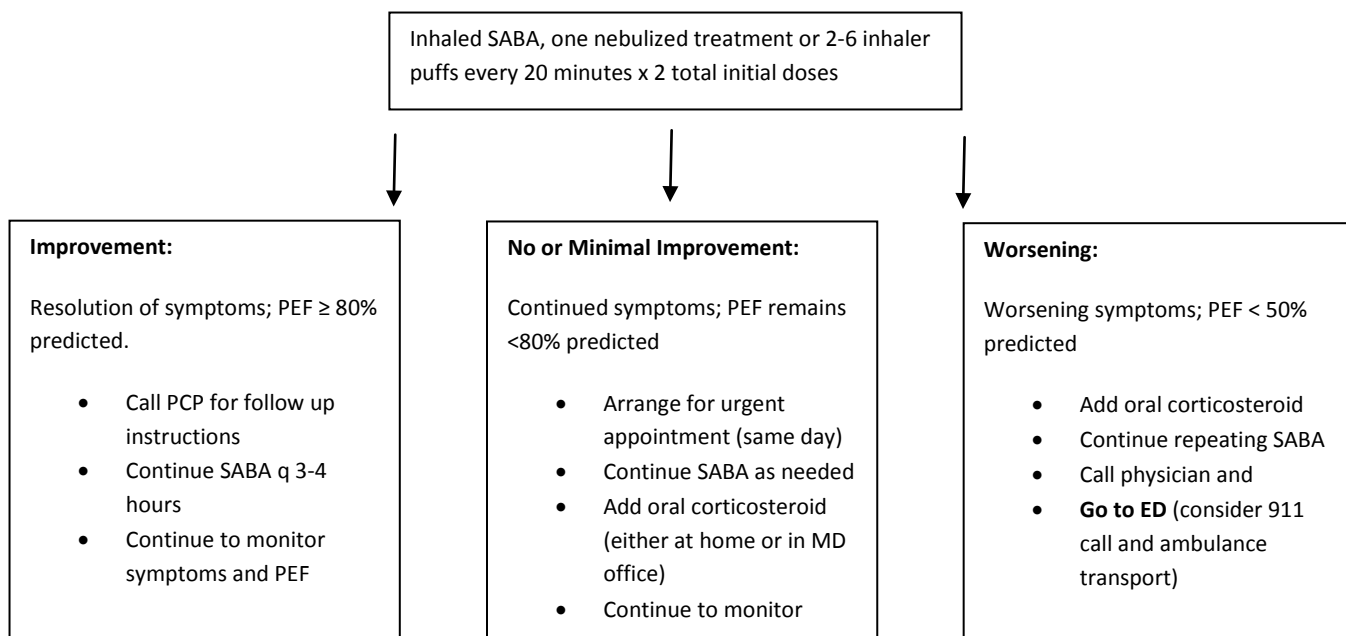 Inhaled SABA, one nebulized treatment or 2-6 inhaler
puffs every 20 minutes x 2 total initial doses
Improvement:
Resolution of symptoms; PEF ≥ 80%
predicted.
• Call PCP for follow up
instructions
• Continue SABA q 3-4
hours
• Continue to monitor
symptoms and PEF
No or Minimal Improvement:
Continued symptoms; PEF remains
<80% predicted
• Arrange for urgent
appointment (same day)
• Continue SABA as needed
• Add oral corticosteroid
(either at home or in MD
office)
• Continue to monitor
Worsening:
Worsening symptoms; PEF < 50%
predicted
• Add oral corticosteroid
• Continue repeating SABA
• Call physician and
• Go to ED (consider 911
call and ambulance
transport)